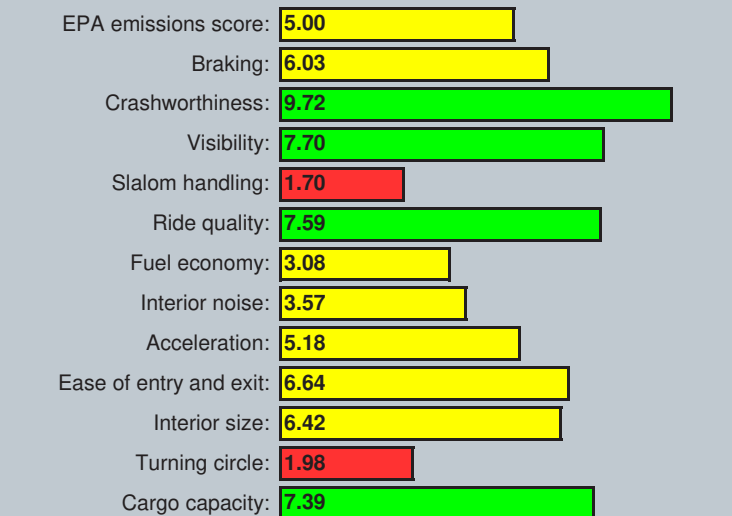 EPA emissions score: 5.00
Braking: 6.03
Crashworthiness: 9.72
Visibility: 7.70
Slalom handling: 1.70
Ride quality: 7.59
Fuel economy: 3.08
Interior noise: 3.57
Acceleration: 5.18
Ease of entry and exit: 6.64
Interior size: 6.42
Turning circle: 1.98
Cargo capacity: 7.39